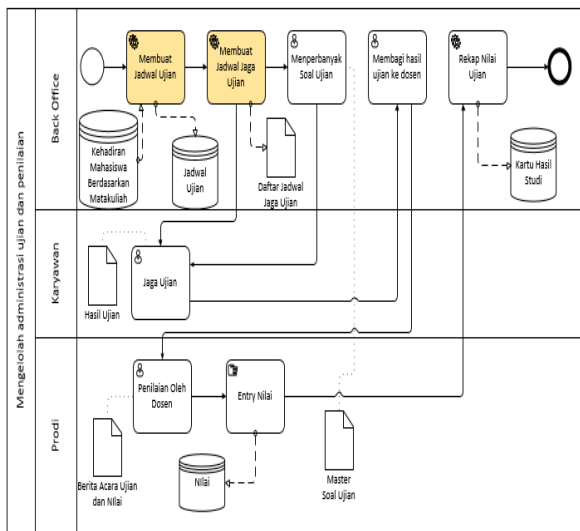 Mengelolah administrasi ujian dan penilaian
Back Office
Membuat
Jadwal Ujian
Membuat
Jadwal Jaga
Ujian
Menperbanyak
Soal Ujian
Membagi hasil
ujian ke dosen
Rekap Nilai
Ujian
Kehadiran
Mahasiswa
Berdasarkan
Matakuliah
Jadwal
Ujian
Daftar Jadwal
Jaga Ujian
Kartu Hasil
Studi
Karyawan
Hasil Ujian
Jaga Ujian
Prodi
Penilaian Oleh
Dosen
Entry Nilai
Berita Acara Ujian
dan NIlai
NIlai
Master
Soal Ujian